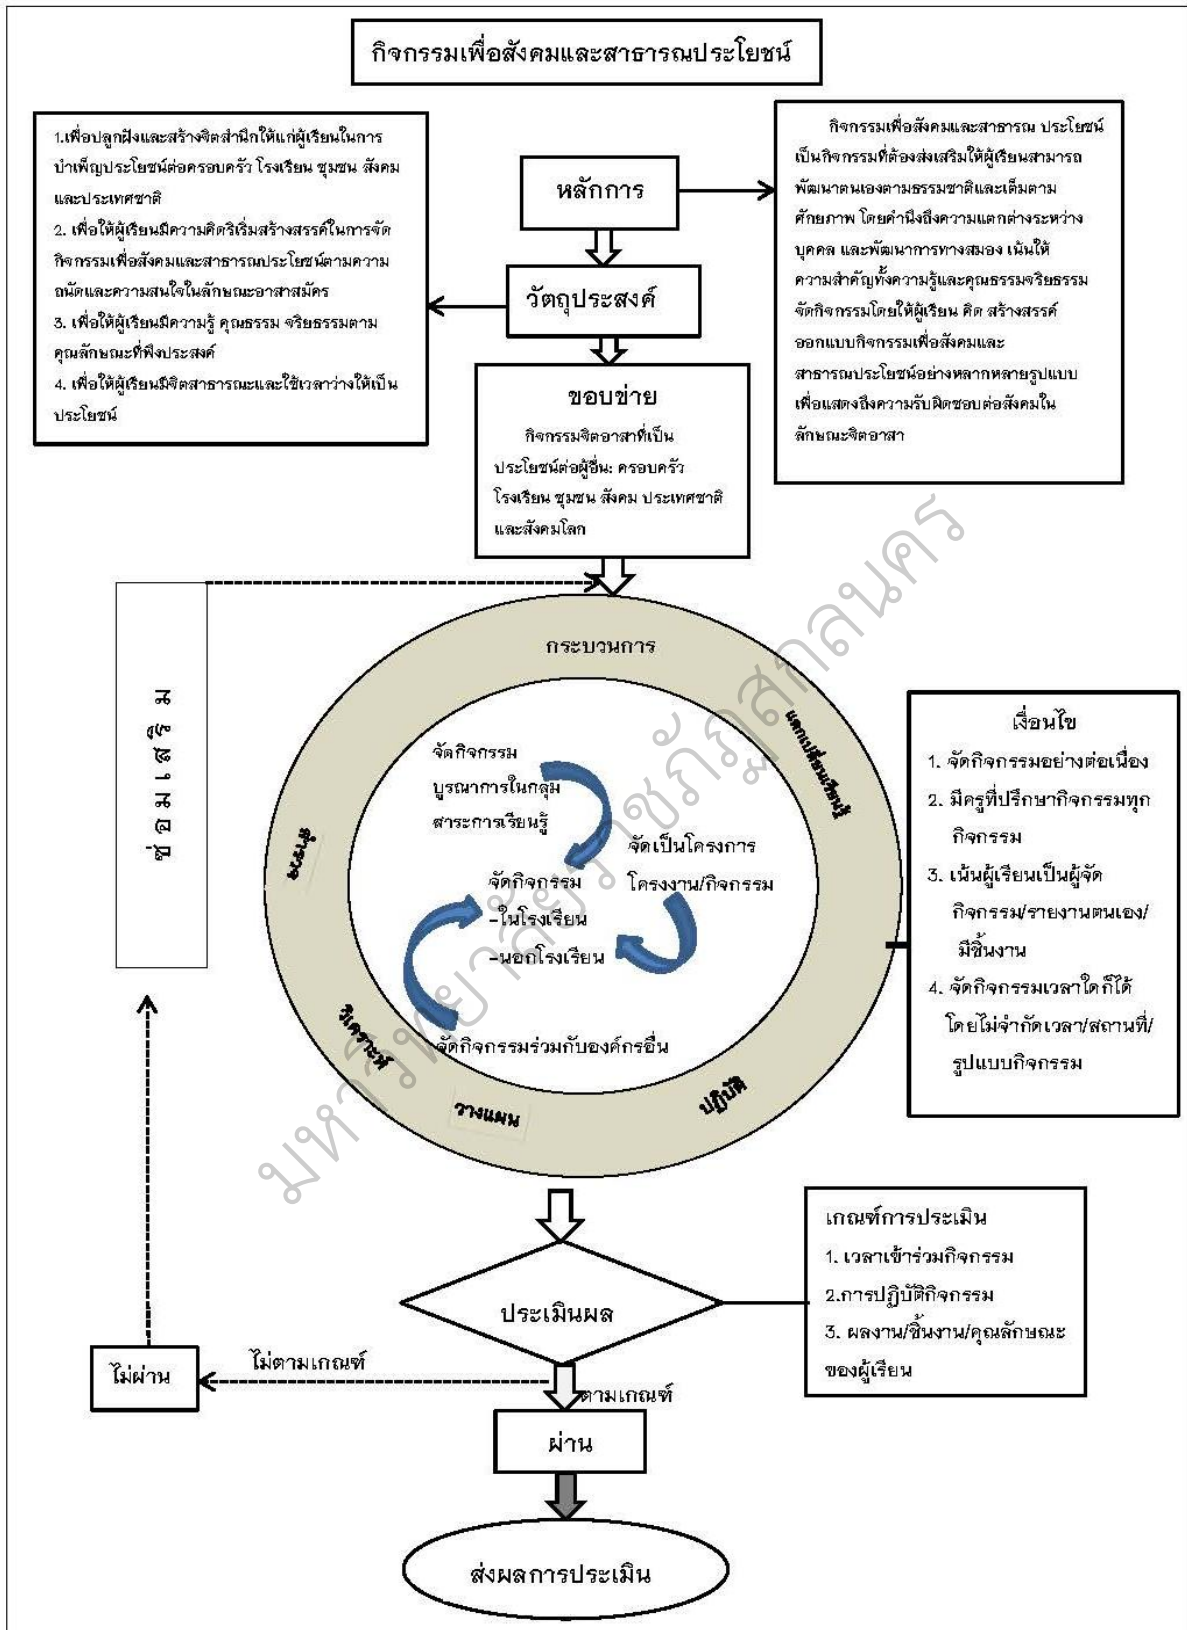 กิจกรรมเพื่อสังคมและสาธารณประโยชน์
1.เพื่อปลูกฝังและสร้างจิตสำนึกให้แก่ผู้เรียนในการ
บำเพ็ญประโยชน์ต่อครอบครัว โรงเรียน ชุมชน สังคม
และประเทศชาติ
2. เพื่อให้ผู้เรียนมีความคิดริเริ่มสร้างสรรค์ในการจัด
กิจกรรมเพื่อสังคมและสาธารณประโยชน์ตามความ
ถนัดและความสนใจในลักษณะอาสาสมัคร
3. เพื่อให้ผู้เรียนมีความรู้ คุณธรรม จริยธรรมตาม
คุณลักษณะที่พึงประสงค์
4. เพื่อให้ผู้เรียนมีจิตสาธารณะและใช้เวลาว่างให้เป็น
ประโยชน์
หลักการ
กิจกรรมเพื่อสังคมและสาธารณ ประโยชน์
เป็นกิจกรรมที่ต้องส่งเสริมให้ผู้เรียนสามารถ
พัฒนาตนเองตามธรรมชาติและเต็มตาม
ศักยภาพ โดยคำนึงถึงความแตกต่างระหว่าง
บุคคล และพัฒนาการทางสมอง เน้นให้
ความสำคัญทั้งความรู้และคุณธรรมจริยธรรม
จัดกิจกรรมโดยให้ผู้เรียน คิด สร้างสรรค์
ออกแบบกิจกรรมเพื่อสังคมและ
สาธารณประโยชน์อย่างหลากหลายรูปแบบ
เพื่อแสดงถึงความรับผิดชอบต่อสังคมใน
ลักษณะจิตอาสา
วัตถุประสงค์
ขอบข่าย
กิจกรรมจิตอาสาที่เป็น
ประโยชน์ต่อผู้อื่น: ครอบครัว
โรงเรียน ชุมชน สังคม ประเทศชาติ
และสังคมโลก
ซ่อมเสริม
กระบวนการ
แลกเปลี่ยนเรียนรู้
สำรวจ
วิเคราะห์
วางแผน
ปฏิบัติ
จัดกิจกรรม
บูรณาการในกลุ่ม
สาระการเรียนรู้
จัดเป็นโครงการ
โครงงาน/กิจกรรม
จัดกิจกรรม
-ในโรงเรียน
-นอกโรงเรียน
จัดกิจกรรมร่วมกับองค์กรอื่น
เงื่อนไข
1. จัดกิจกรรมอย่างต่อเนื่อง
2. มีครูที่ปรึกษากิจกรรมทุก
กิจกรรม
3. เน้นผู้เรียนเป็นผู้จัด
กิจกรรม/รายงานตนเอง/
มีชิ้นงาน
4. จัดกิจกรรมเวลาใดก็ได้
โดยไม่จำกัดเวลา/สถานที่/
รูปแบบกิจกรรม
มหาวิทยาลัยราชภัฏสกลนคร
ประเมินผล
เกณฑ์การประเมิน
1. เวลาเข้าร่วมกิจกรรม
2.การปฏิบัติกิจกรรม
3. ผลงาน/ชิ้นงาน/คุณลักษณะ
ของผู้เรียน
ไม่ผ่าน
ไม่ตามเกณฑ์
ตามเกณฑ์
ผ่าน
ส่งผลการประเมิน